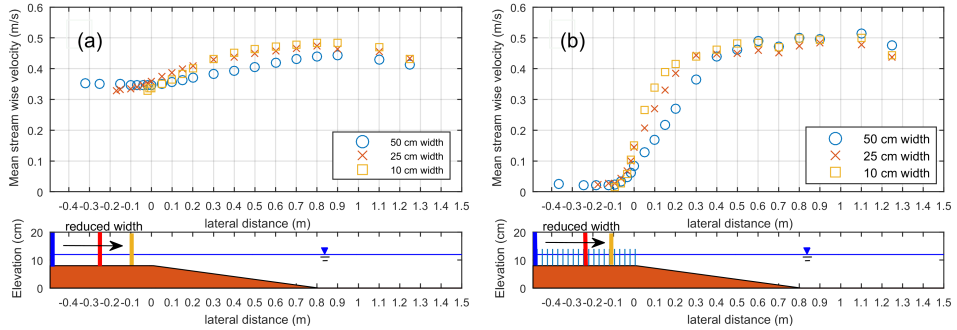 (a)
Mean stream wise velocity (m/s)
0.6
0.5
0.4
0.3
0.2
0.1
0
50 cm width
25 cm width
10 cm width
-0.4-0.3-0.2-0.1 0 0.1 0.2 0.3 0.4 0.5 0.6 0.7 0.8 0.9 1 1.1 1.2 1.3 1.4 1.5
lateral distance (m)
(b)
Mean stream wise velocity (m/s)
0.6
0.5
0.4
0.3
0.2
0.1
0
50 cm width
25 cm width
10 cm width
-0.4-0.3-0.2-0.1 0 0.1 0.2 0.3 0.4 0.5 0.6 0.7 0.8 0.9 1 1.1 1.2 1.3 1.4 1.5
lateral distance (m)
reduced width
Elevation (cm)
20
10
0
-0.4-0.3-0.2-0.1 0 0.1 0.2 0.3 0.4 0.5 0.6 0.7 0.8 0.9 1 1.1 1.2 1.3 1.4 1.5
lateral distance (m)
reduced width
Elevation (cm)
20
10
0
-0.4-0.3-0.2-0.1 0 0.1 0.2 0.3 0.4 0.5 0.6 0.7 0.8 0.9 1 1.1 1.2 1.3 1.4 1.5
lateral distance (m)